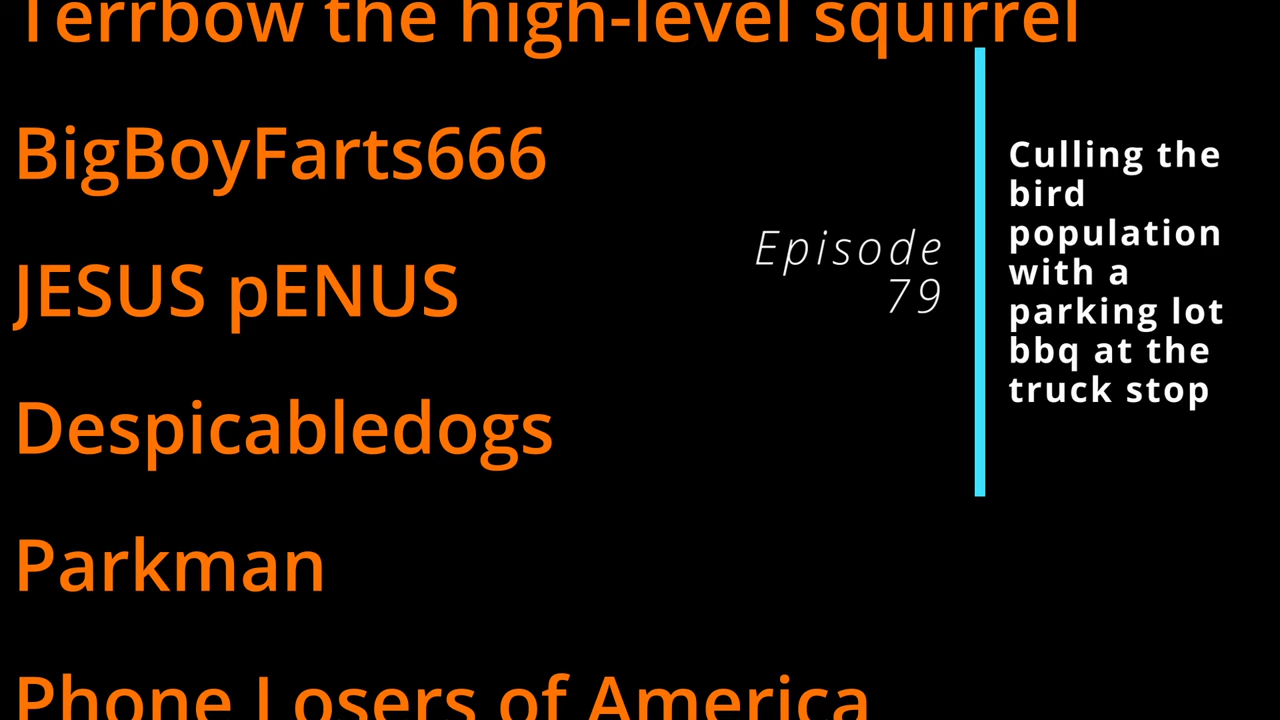 Terrbow the high-level squirrel
BigBoyFarts666
JESUS pENUS
Despicabledogs
Parkman
Phone Losers of America
Episode
79
Culling the
bird
population
with a
parking lot
bbq at the
truck stop